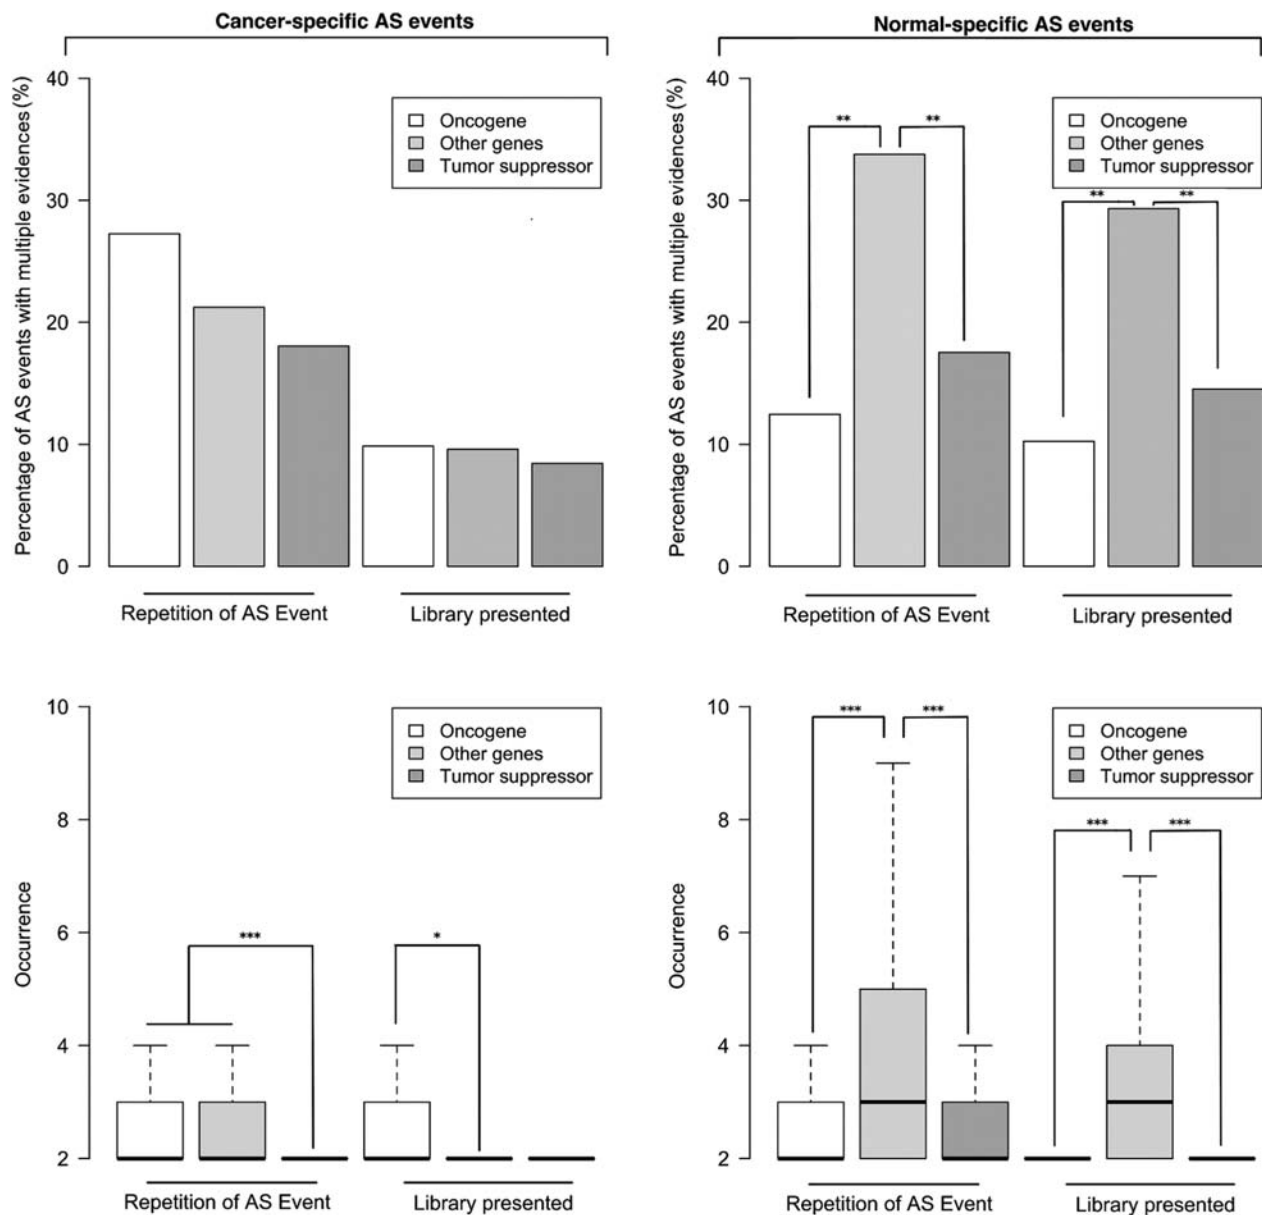 Cancer-specific AS events
Percentage of AS events with multiple evidences (%)
40
30
20
10
0
Oncogene
Other genes
Tumor suppressor
Repetition of AS Event
Library presented
Normal-specific AS events
Percentage of AS events with multiple evidences (%)
40
30
20
10
0
Oncogene
Other genes
Tumor suppressor
**
**
**
**
Repetition of AS Event
Library presented
Occurrence
10
8
6
4
2
Oncogene
Other genes
Tumor suppressor
***
*
Repetition of AS Event
Library presented
Occurrence
10
8
6
4
2
Oncogene
Other genes
Tumor suppressor
***
***
***
***
Repetition of AS Event
Library presented